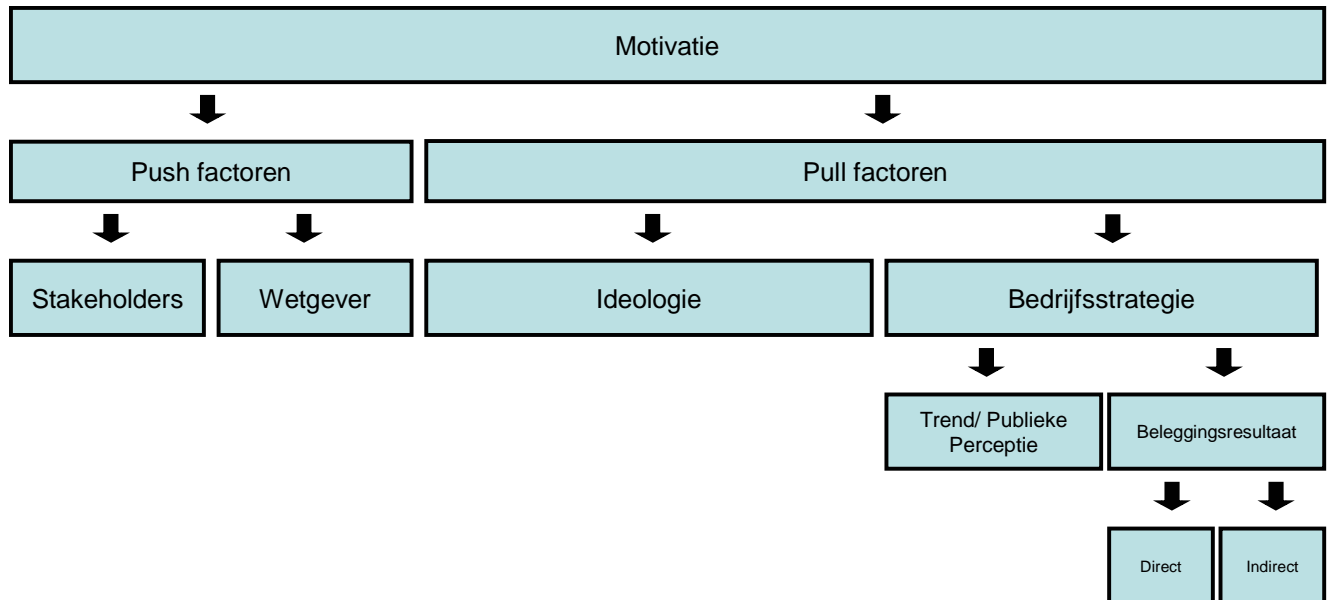 Motivatie
Push factoren
Pull factoren
Stakeholders
Wetgever
Ideologie
Bedrijfsstrategie
Trend/ Publieke
Perceptie
Beleggingsresultaat
Direct
Indirect